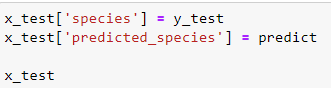 x_test['species'] = y_test
x_test['predicted_species'] = predict
x_test